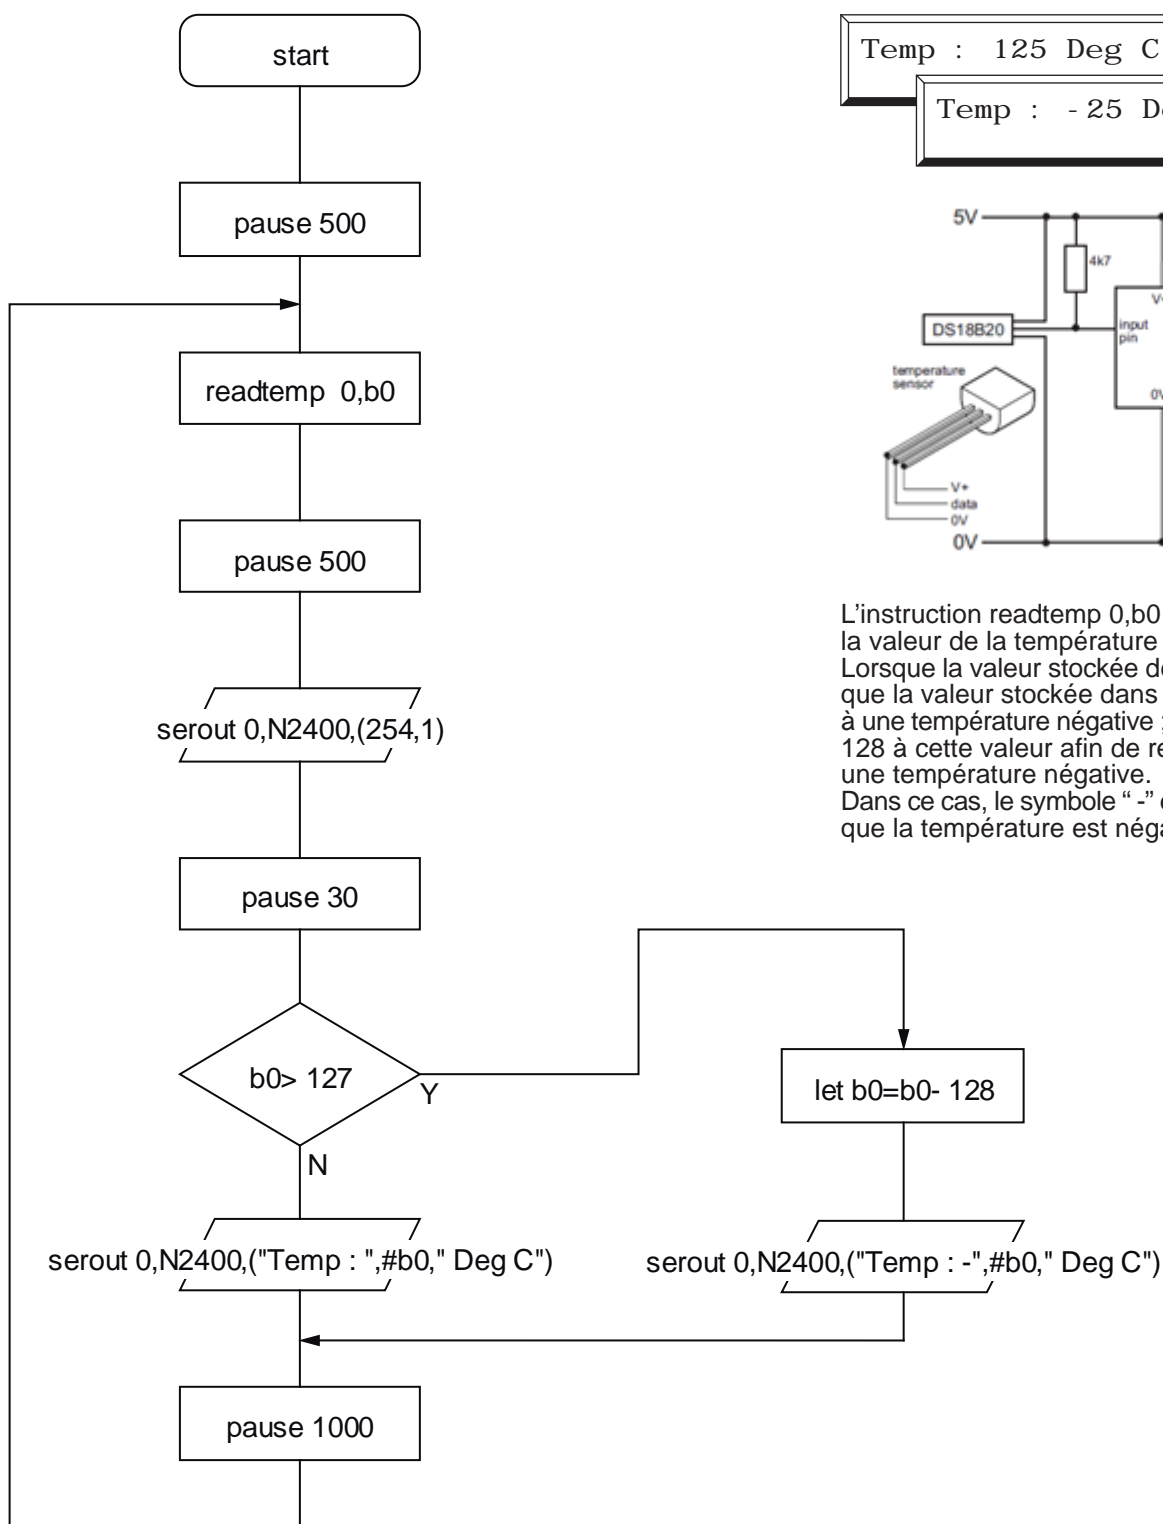 start
pause 500
readtemp 0,b0
pause 500
serout 0,N2400,(254,1)
pause 30
b0> 127
Y
N
let b0=b0- 128
serout 0,N2400,("Temp : ",#b0," Deg C")
serout 0,N2400,("Temp : -",#b0," Deg C")
pause 1000
Temp : 125 Deg C
Temp : -25
5V
4k7
DS18B20
input
pin
temperature
sensor
V+
data
0V
0V
L'instruction readtemp 0,b0
la valeur de la température
Lorsque la valeur stockée
que la valeur stockée dans
à une température négative ;
128 à cette valeur afin de
une température négative.
Dans ce cas, le symbole “ -”
que la température est